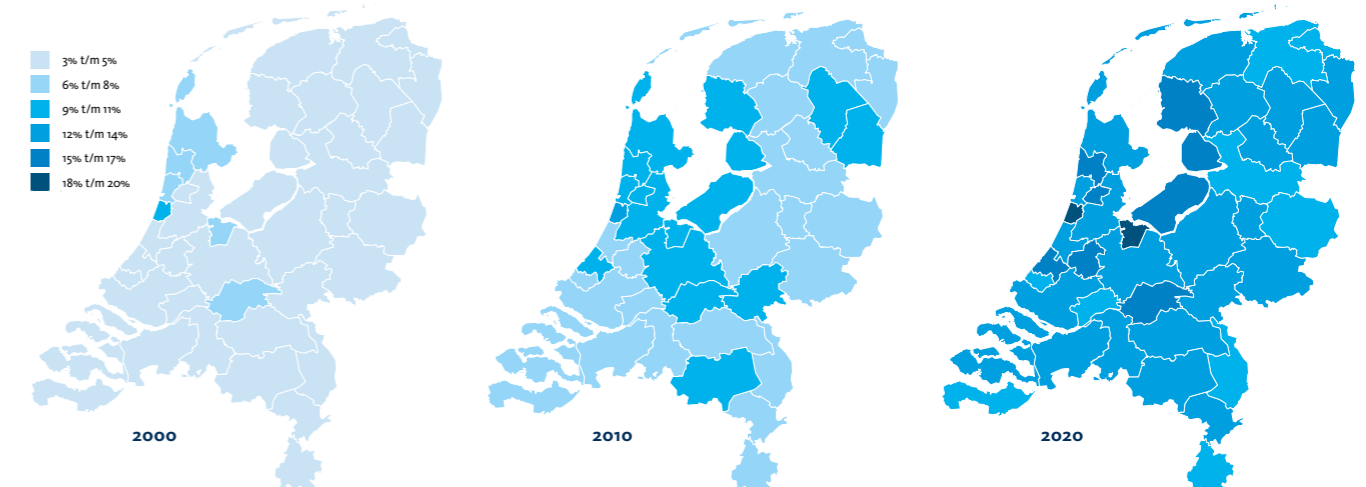 3% t/m 5%
6% t/m 8%
9% t/m 11%
12% t/m 14%
15% t/m 17%
18% t/m 20%
2000
2010
2020